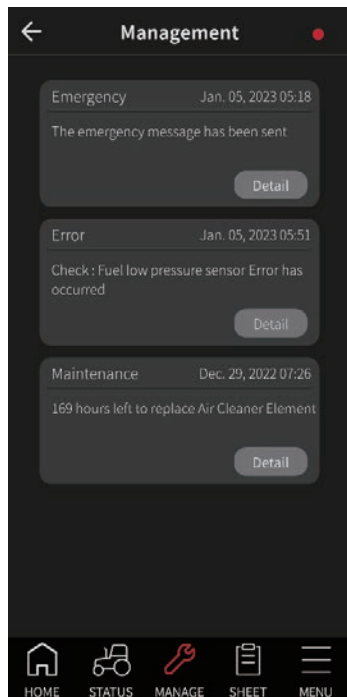 Management
Emergency Jan. 05, 2023 05:18
The emergency message has been sent
Detail
Error Jan. 05, 2023 05:51
Check : Fuel low pressure sensor Error has
occurred
Detail
Maintenance Dec. 29, 2022 07:26
169 hours left to replace Air Cleaner Element
Detail
HOME STATUS MANAGE SHEET MENU